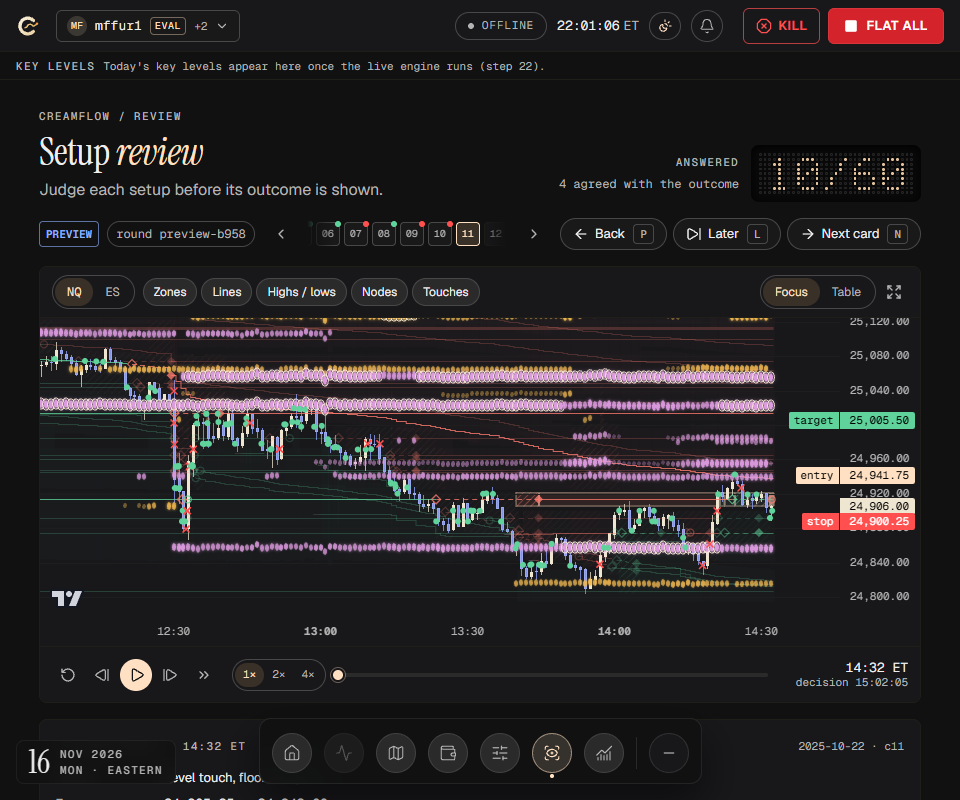 MF mffur1 EVAL +2
OFFLINE
22:01:06 ET
KILL
FLAT ALL
KEY LEVELS Today's key levels appear here once the live engine runs (step 22).
CREAMFLOW / REVIEW
Setup review
Judge each setup before its outcome is shown.
ANSWERED
4 agreed with the outcome
10/60
PREVIEW
round preview-b958
06 07 08 09 10 11 12
Back P
Later L
Next card N
NQ ES
Zones
Lines
Highs / lows
Nodes
Touches
Focus Table
25,120.00
25,080.00
25,040.00
target 25,005.50
24,960.00
entry 24,941.75
24,920.00
24,906.00
stop 24,900.25
24,840.00
24,800.00
12:30 13:00 13:30 14:00 14:30
1× 2× 4×
14:32 ET
decision 15:02:05
14:32 ET
2025-10-22 · c11
16 NOV 2026
MON · EASTERN